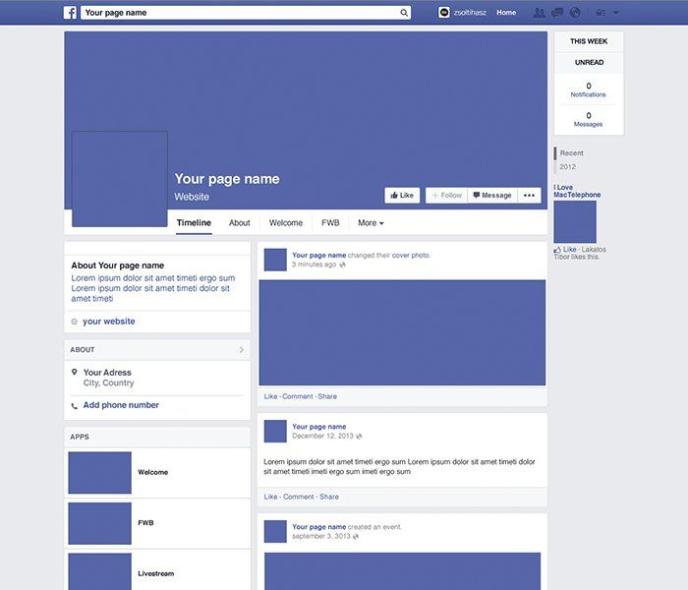 f Your page name
zsoltihasz Home
THIS WEEK
UNREAD
0
Notifications
0
Messages
Recent
2012
I Love
MacTelephone
Like · Lakatos
Tibor likes this.
Your page name
Website
Like
+ Follow
Message
•••
Timeline About Welcome FWB More
About Your page name
Lorem ipsum dolor sit amet timeti ergo sum
Lorem ipsum dolor sit amet timeti dolor sit
amet timeti
your website
ABOUT
Your Adress
City, Country
Add phone number
APPS
Welcome
FWB
Livestream
Your page name changed their cover photo.
3 minutes ago
Like · Comment · Share
Your page name
December 12, 2013
Lorem ipsum dolor sit amet timeti ergo sum Lorem ipsum dolor sit amet timeti dolor
sit amet timeti imeti ergo sum imeti ergo sum
Like · Comment · Share
Your page name created an event.
september 3, 3013